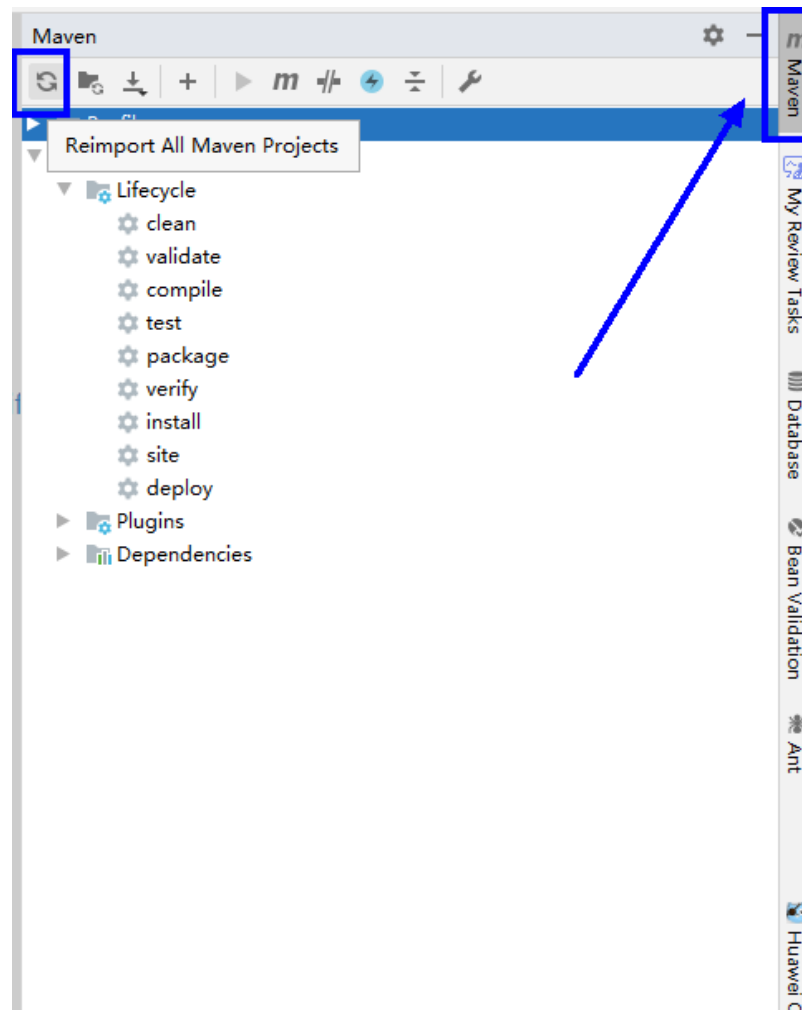 Maven
m
Reimport All Maven Projects
Lifecycle
clean
validate
compile
test
package
verify
install
site
deploy
Plugins
Dependencies
Maven
My Review Tasks
Database
Bean Validation
Ant
Huawei